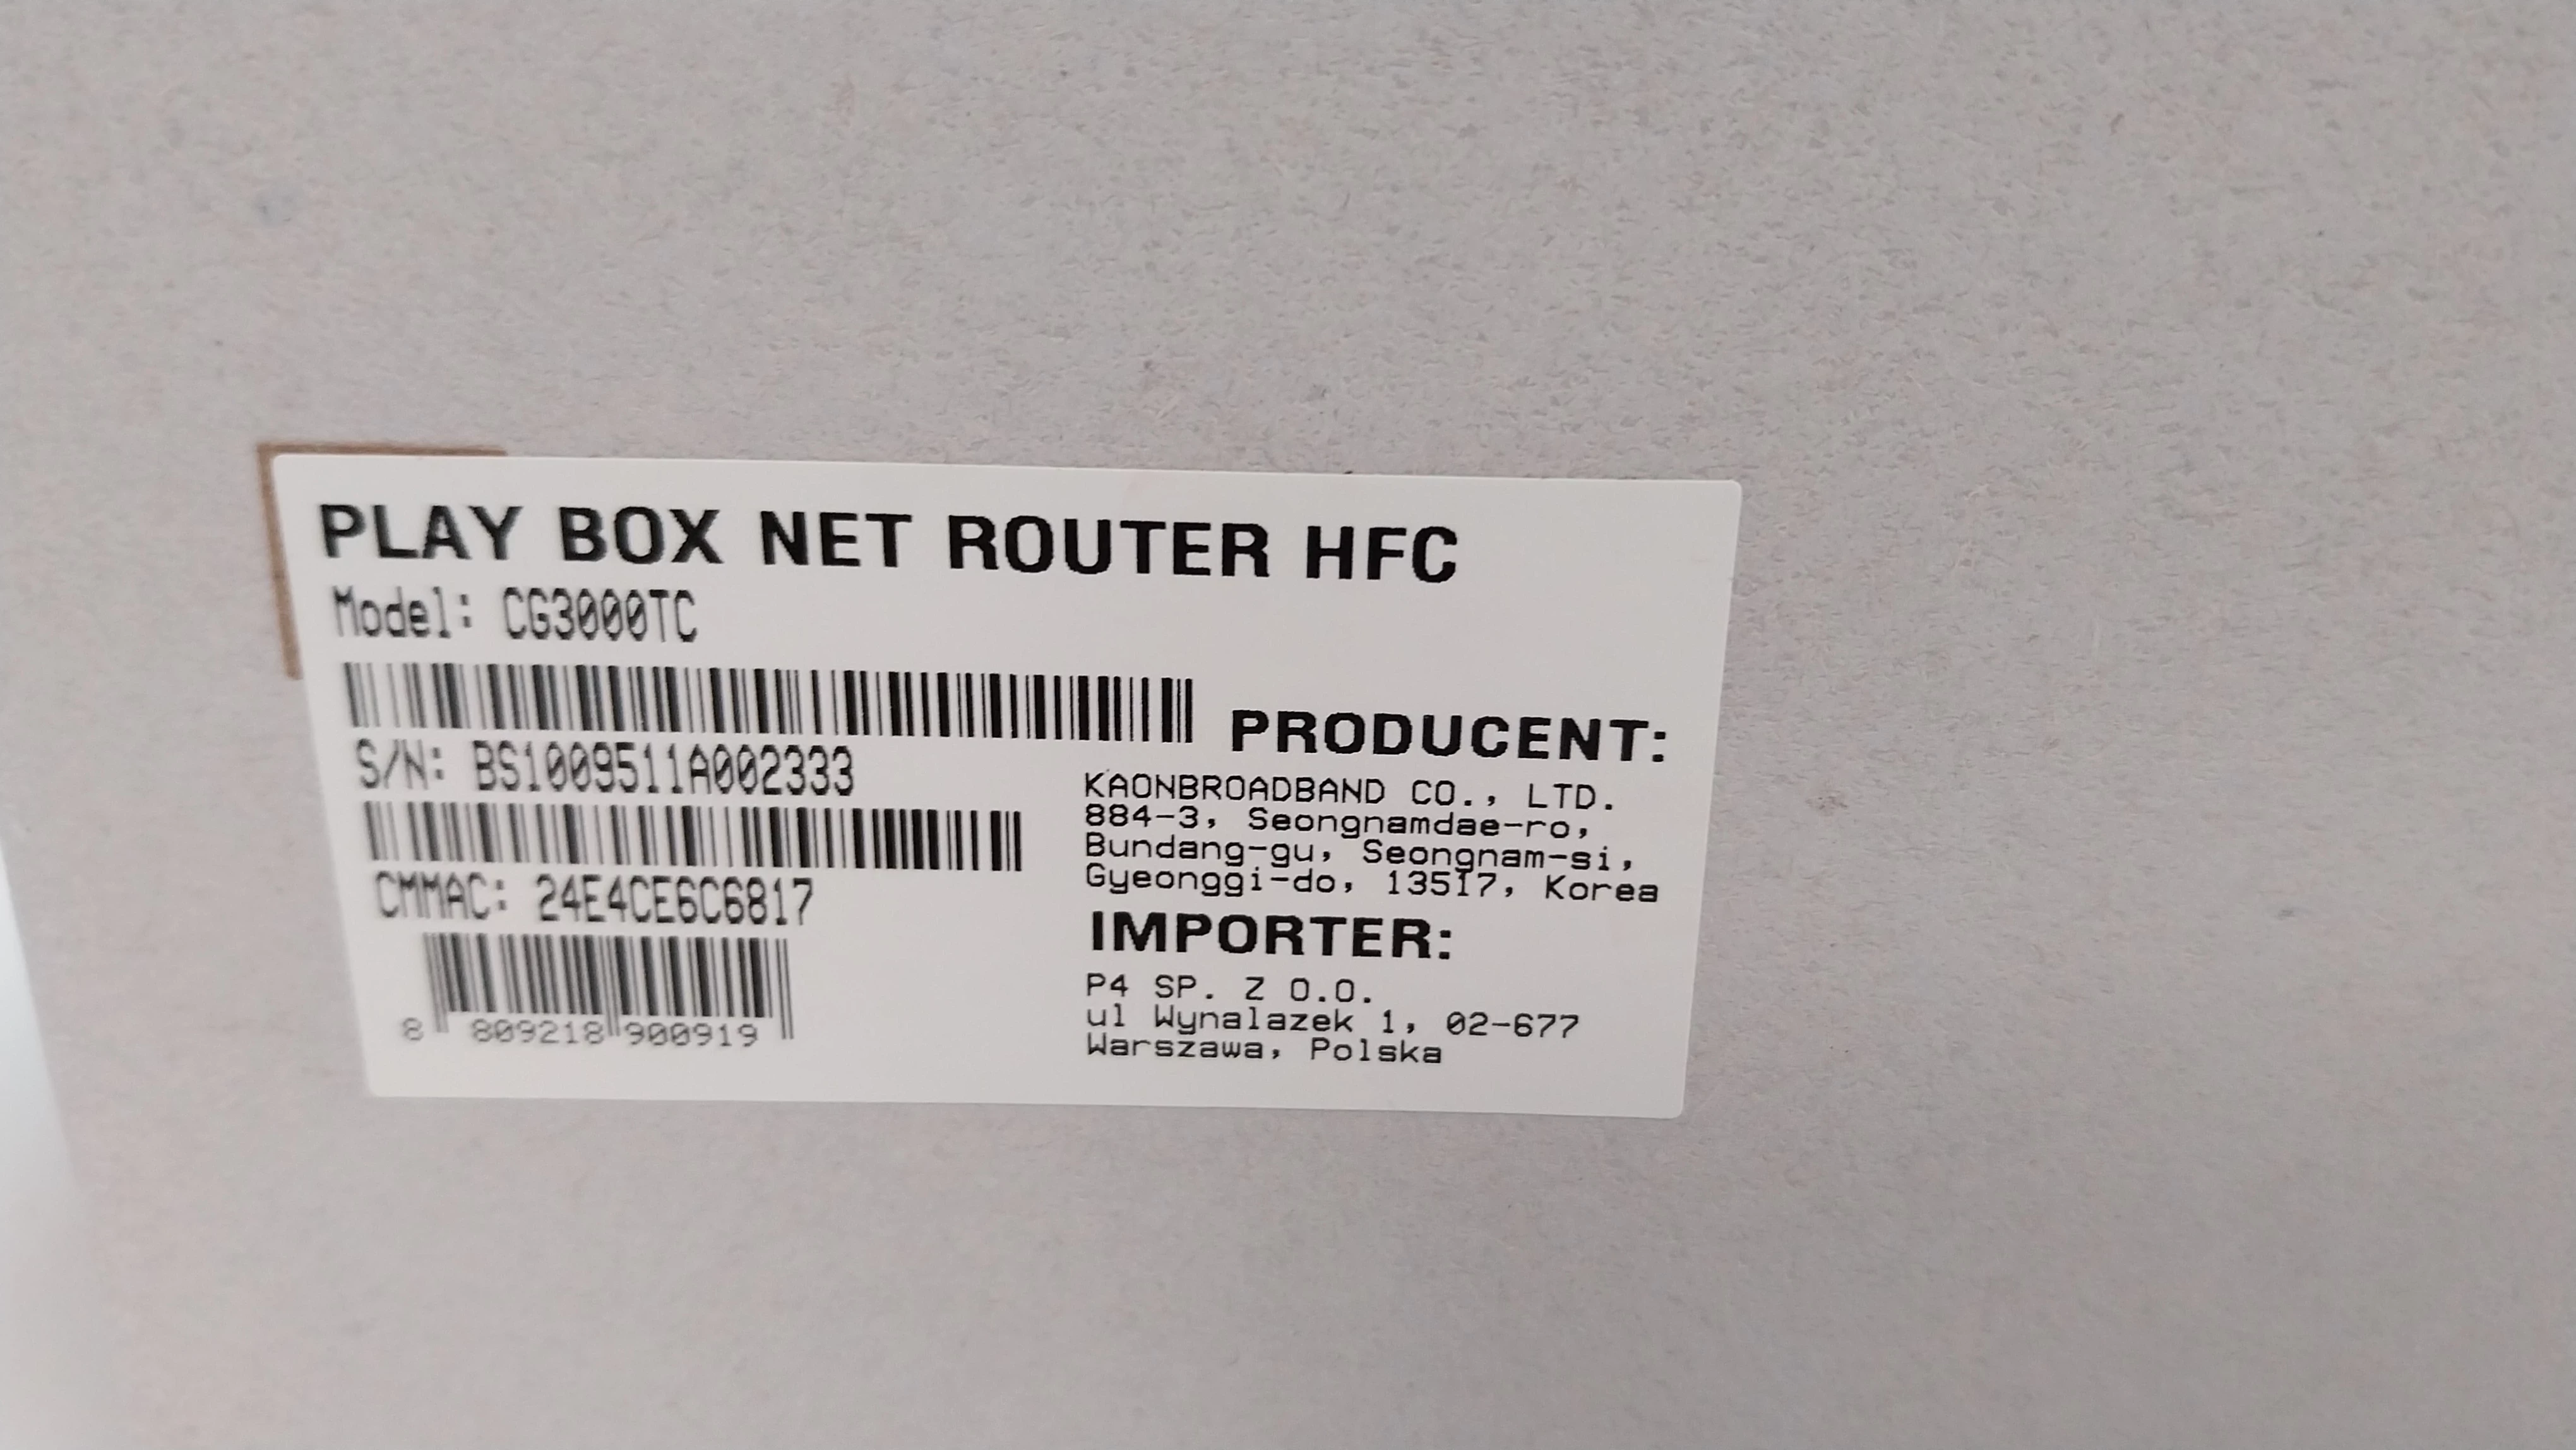 PLAY BOX NET ROUTER HFC
Model: CG3000TC
S/N: BS1009511A002333
CMMAC: 24E4CE6C6817
8 809218 900919
PRODUCENT:
KAONBROADBAND CO., LTD.
884-3, Seongnamdae-ro,
Bundang-gu, Seongnam-si,
Gyeonggi-do, 13517, Korea
IMPORTER:
P4 SP. Z O.O.
ul Wynalazek 1, 02-677
Warszawa, Polska